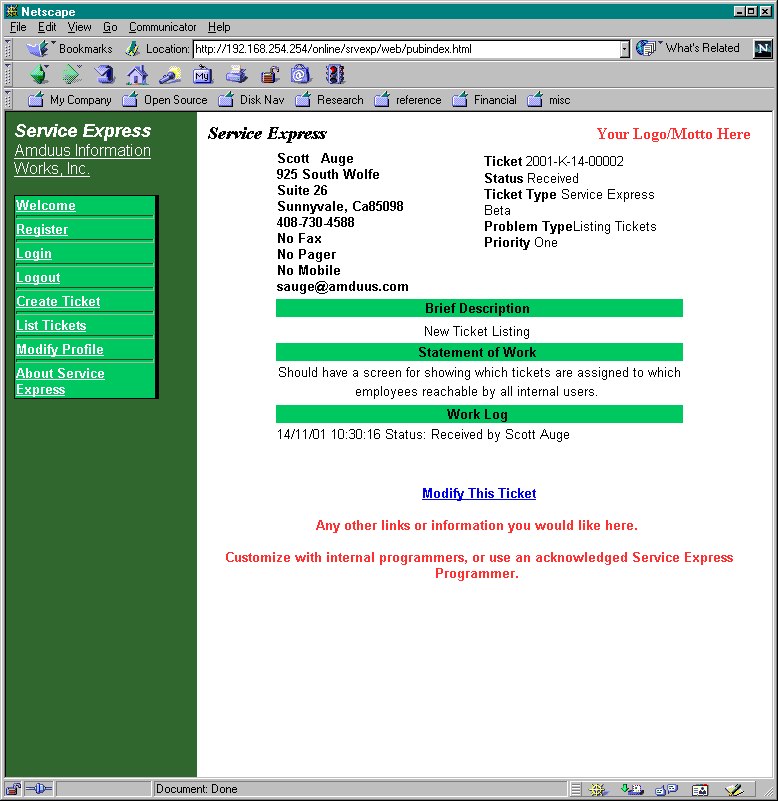 Netscape
File Edit View Go Communicator Help
Bookmarks Location: http://192.168.254.254/online/srvexp/web/pubindex.html What's Related N
My
My Company Open Source Disk Nav Research reference Financial misc
Service Express
Amduus Information
Works, Inc.
Welcome
Register
Login
Logout
Create Ticket
List Tickets
Modify Profile
About Service
Express
Service Express Your Logo/Motto Here
Scott Auge
925 South Wolfe
Suite 26
Sunnyvale, Ca85098
408-730-4588
No Fax
No Pager
No Mobile
sauge@amduus.com
Ticket 2001-K-14-00002
Status Received
Ticket Type Service Express
Beta
Problem TypeListing Tickets
Priority One
Brief Description
New Ticket Listing
Statement of Work
Should have a screen for showing which tickets are assigned to which
employees reachable by all internal users.
Work Log
14/11/01 10:30:16 Status: Received by Scott Auge
Modify This Ticket
Any other links or information you would like here.
Customize with internal programmers, or use an acknowledged Service Express
Programmer.
Document: Done